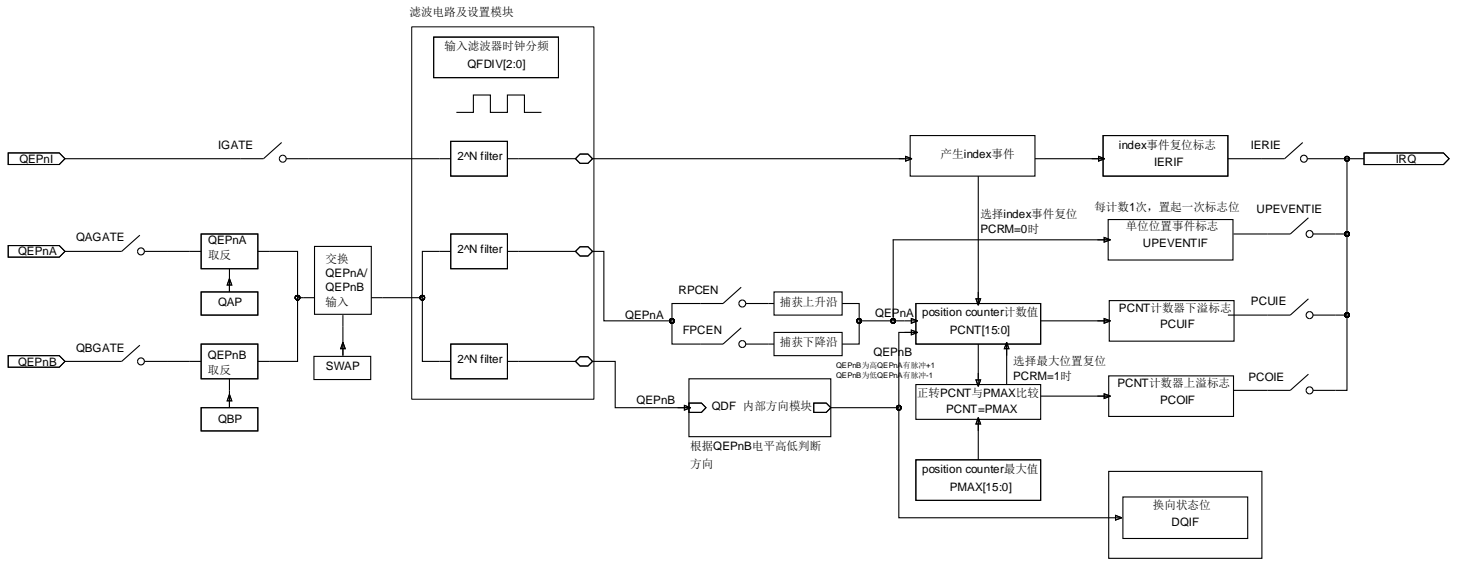 滤波电路及设置模块
输入滤波器时钟分频
QFDIV[2:0]
QEPnI
IGATE
2^N filter
产生index事件
index事件复位标志
IERIF
IERIE
IRQ
选择index事件复位
PCRM=0时
每计数1次，置起一次标志位
单位位置事件标志
UPEVENTIF
UPEVENTIE
QEPnA
QAGATE
QEPnA
取反
QAP
交换
QEPnA/
QEPnB
输入
SWAP
2^N filter
QEPnB
QBGATE
QEPnB
取反
QBP
2^N filter
QEPnA
RPCEN
捕获上升沿
FPCEN
捕获下降沿
QEPnA
position counter计数值
PCNT[15:0]
PCNT计数器下溢标志
PCUIF
PCUIE
QEPnB
QEPnB为高QEPnA有脉冲+1
QEPnB为低QEPnA有脉冲-1
选择最大位置复位
PCRM=1时
正转PCNT与PMAX比较
PCNT=PMAX
PCNT计数器上溢标志
PCOIF
PCOIE
QEPnB
QDF 内部方向模块
根据QEPnB电平高低判断
方向
position counter最大值
PMAX[15:0]
换向状态位
DQIF